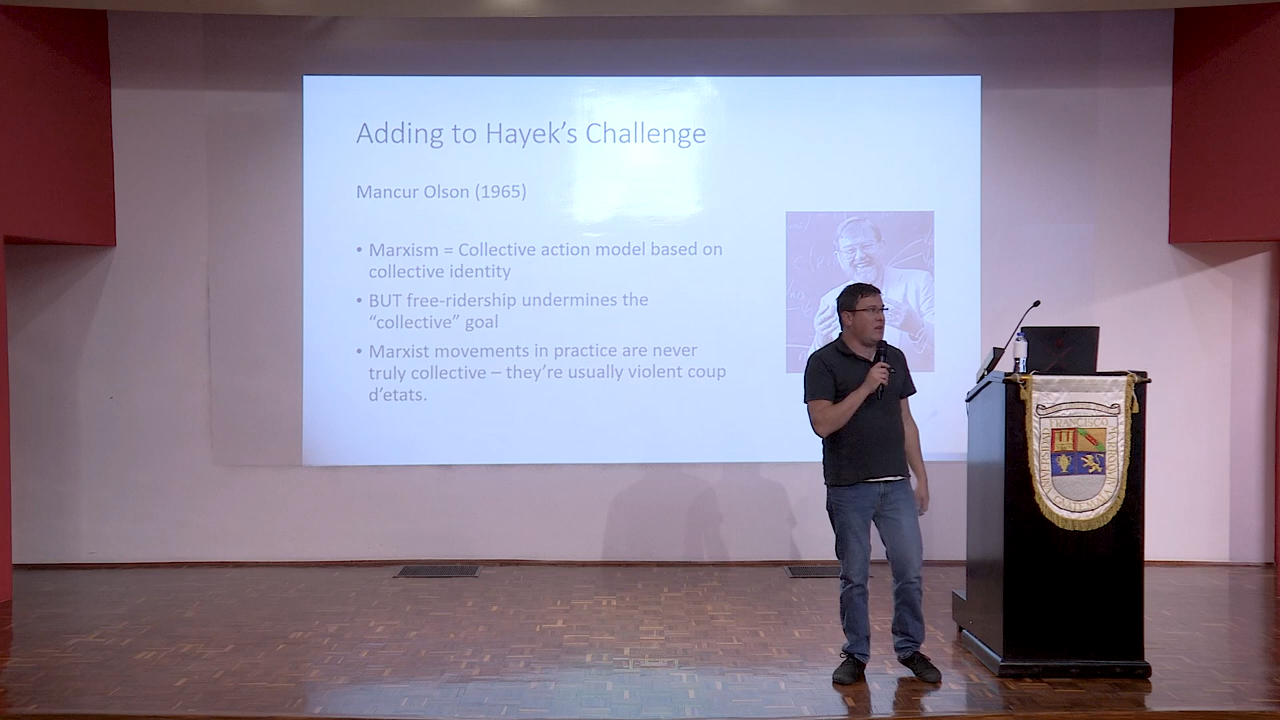 Adding to Hayek's Challenge
Mancur Olson (1965)
• Marxism = Collective action model based on
collective identity
• BUT free-ridership undermines the
"collective" goal
• Marxist movements in practice are never
truly collective – they're usually violent coup
d'etats.
FRANCISCO